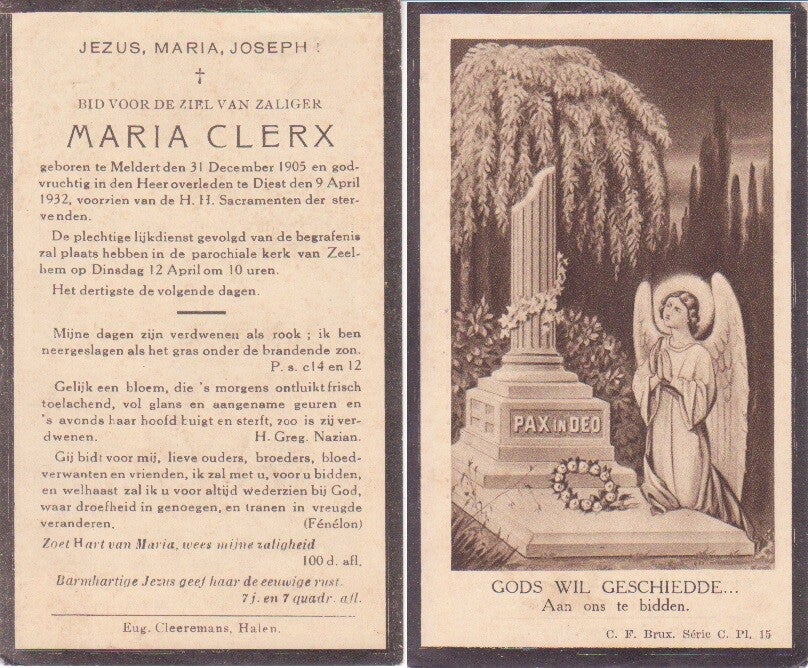 JEZUS, MARIA, JOSEPH !
†
BID VOOR DE ZIEL VAN ZALIGER
MARIA CLERX
geboren te Meldert den 31 December 1905 en god-
vruchtig in den Heer overleden te Diest den 9 April
1932, voorzien van de H. H. Sacramenten der ster-
venden.
De plechtige lijkdienst gevolgd van de begrafenis
zal plaats hebben in de parochiale kerk van Zeel-
hem op Dinsdag 12 April om 10 uren.
Het dertigste de volgende dagen.
Mijne dagen zijn verdwenen als rook ; ik ben
neergeslagen als het gras onder de brandende zon.
P. s. c14 en 12
Gelijk een bloem, die 's morgens ontluikt frisch
toelachend, vol glans en aangename geuren en
's avonds haar hoofd buigt en sterft, zoo is zij ver-
dwenen. H. Greg. Nazian.
Gij bidt voor mij, lieve ouders, broeders, bloed-
verwanten en vrienden, ik zal met u, voor u bidden,
en welhaast zal ik u voor altijd wederzien bij God,
waar droefheid in genoegen, en tranen in vreugde
veranderen. (Fénélon)
Zoet Hart van Maria, wees mijne zaligheid
100 d. afl.
Barmhartige Jezus geef haar de eeuwige rust.
7 j. en 7 quadr. afl.
Eug. Cleeremans, Halen.
PAX IN DEO
GODS WIL GESCHIEDDE...
Aan ons te bidden.
C. F. Brux. Série C. Pl. 15